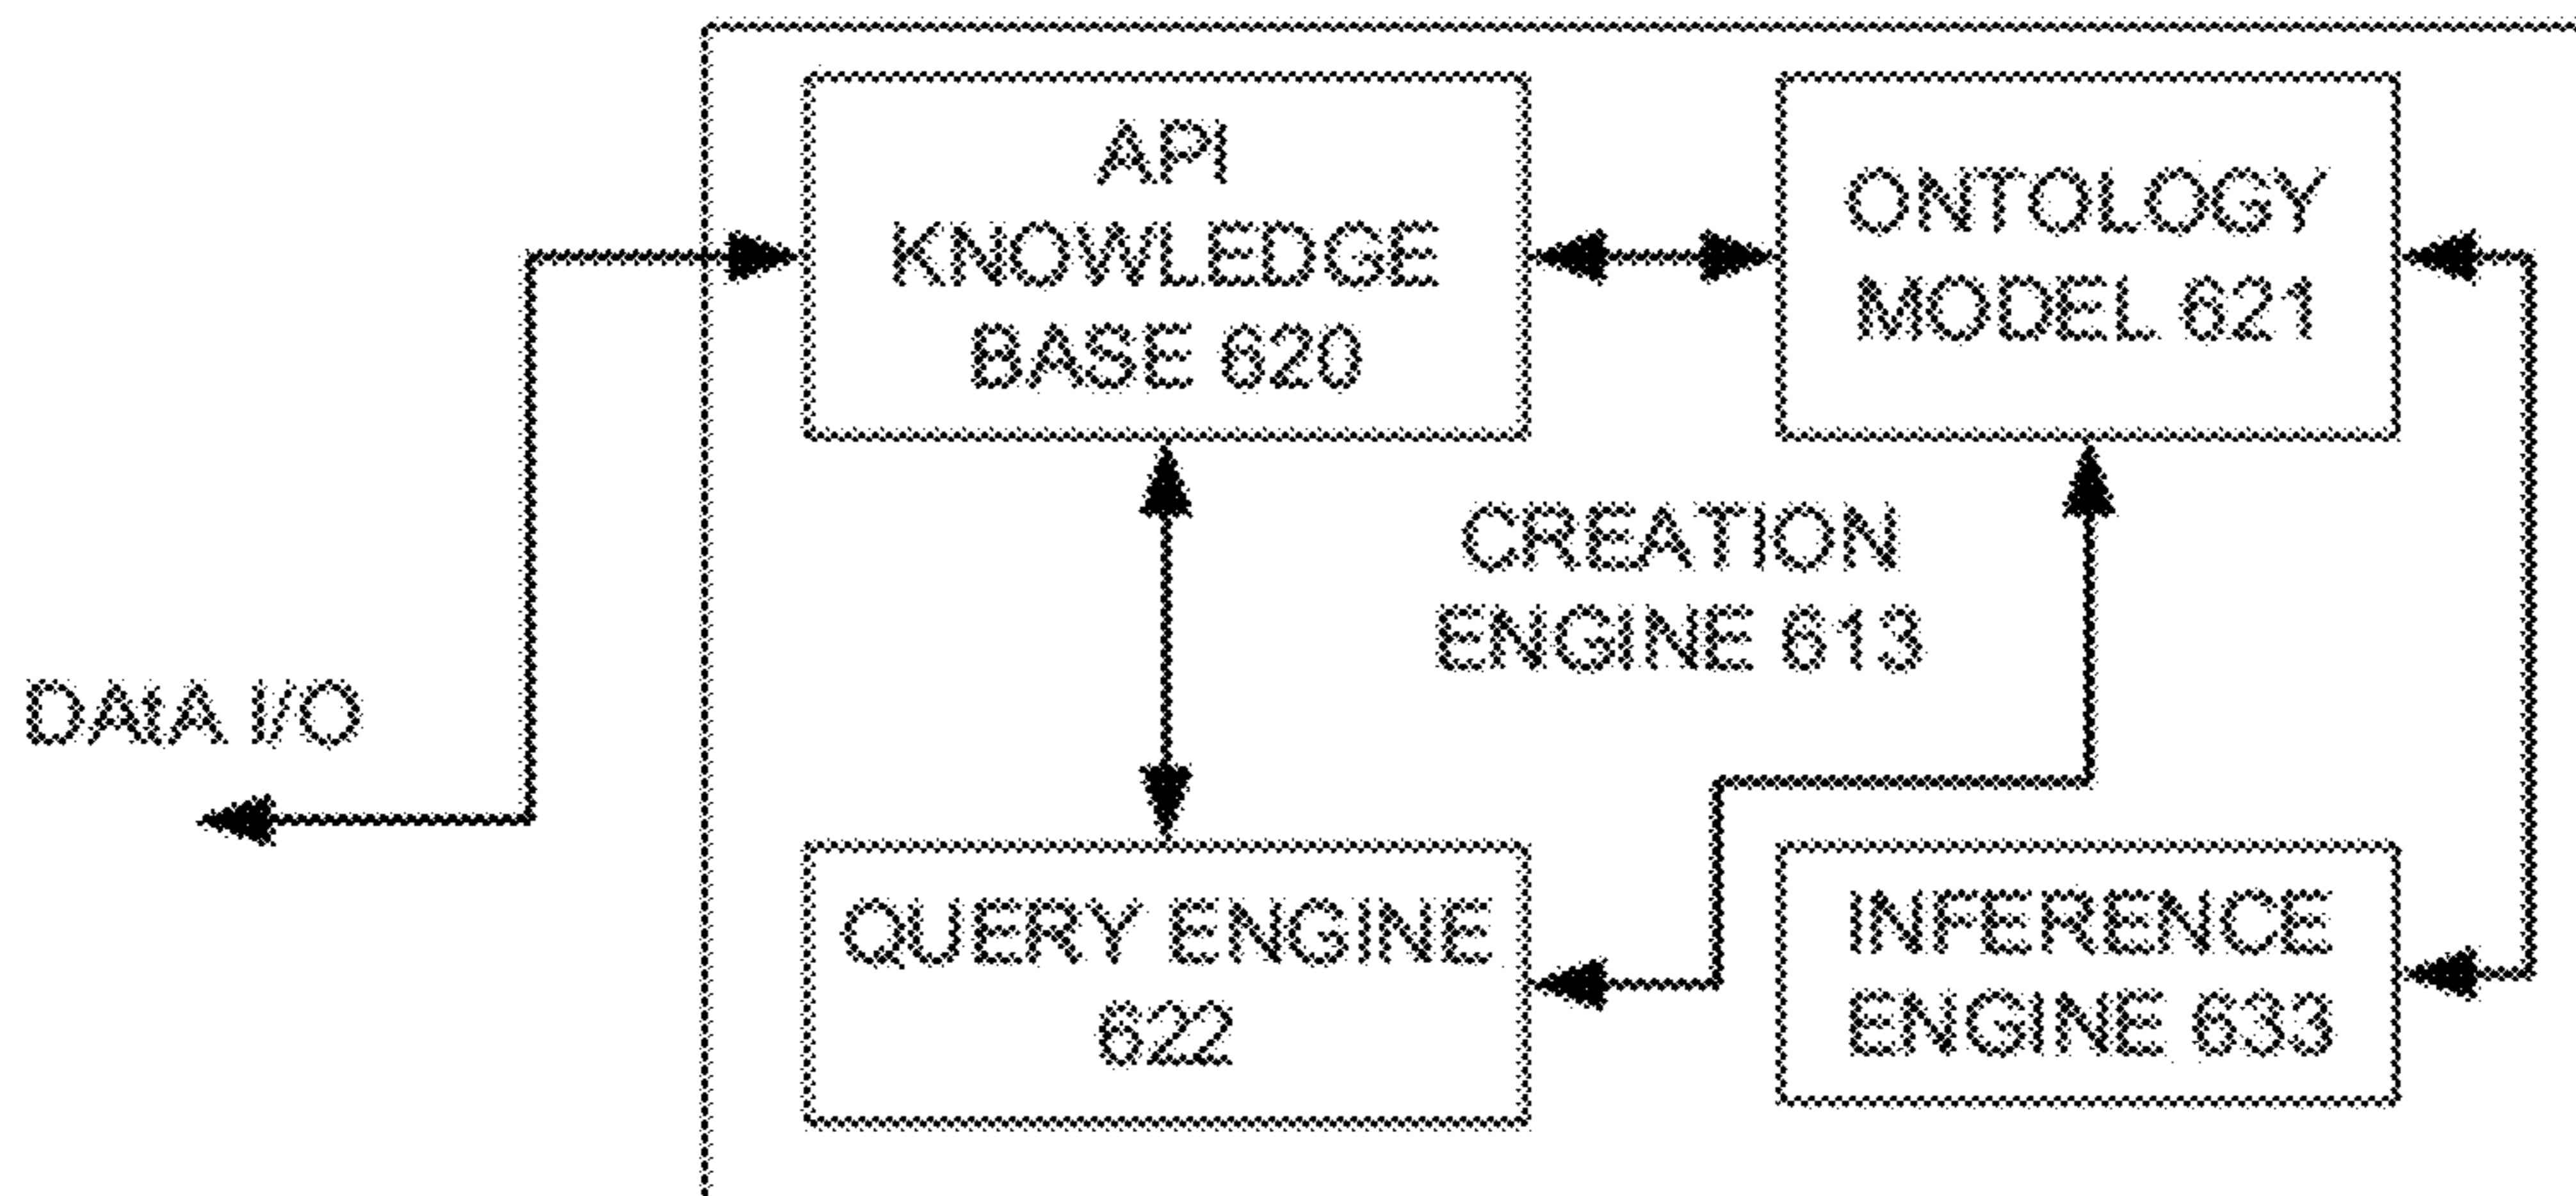 API
KNOWLEDGE
BASE 620
ONTOLOGY
MODEL 621
CREATION
ENGINE 613
DAtA I/O
QUERY ENGINE
622
INFERENCE
ENGINE 633